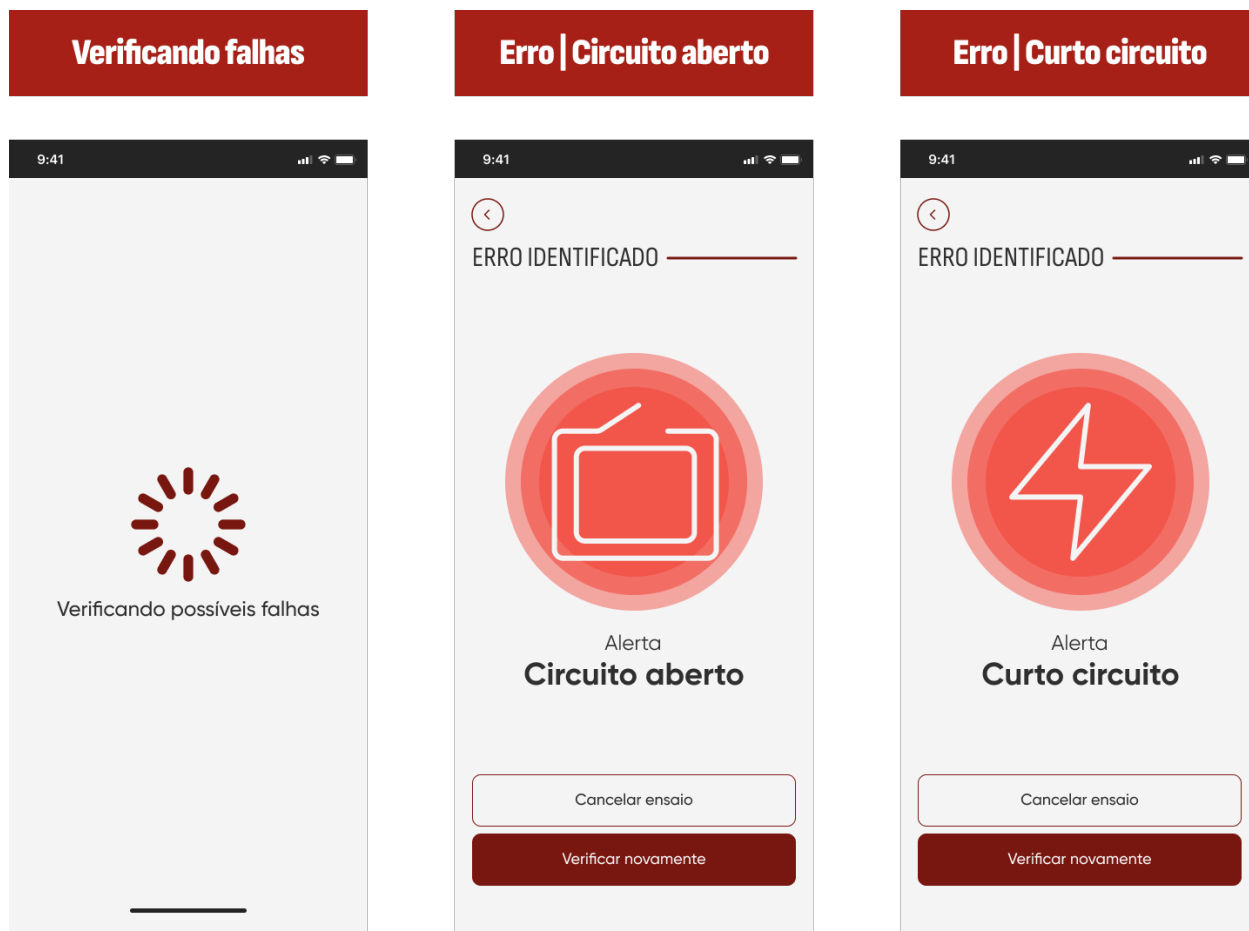 Verificando falhas
9:41
Verificando possíveis falhas
Erro | Circuito aberto
9:41
ERRO IDENTIFICADO
Alerta
Circuito aberto
Cancelar ensaio
Verificar novamente
Erro | Curto circuito
9:41
ERRO IDENTIFICADO
Alerta
Curto circuito
Cancelar ensaio
Verificar novamente